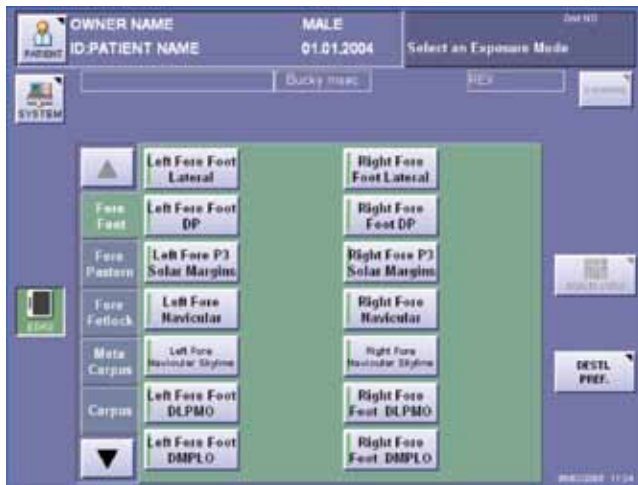 OWNER NAME
MALE
PATIENT
ID:PATIENT NAME
01.01.2004
Select an Exposure Mode
SYSTEM
Bucky msec
REX
Left Fore Foot
Lateral
Right Fore
Foot Lateral
Fore
Foot
Left Fore Foot
DP
Right Fore
Foot DP
Fore
Pastern
Left Fore P3
Solar Margins
Right Fore P3
Solar Margins
Fore
Fetlock
Left Fore
Navicular
Right Fore
Navicular
Meta
Carpus
Left Fore
Navicular Skyline
Right Fore
Navicular Skyline
Carpus
Left Fore Foot
DLPMO
Right Fore
Foot DLPMO
Left Fore Foot
DMPLO
Right Fore
Foot DMPLO
DESTI.
PREF.